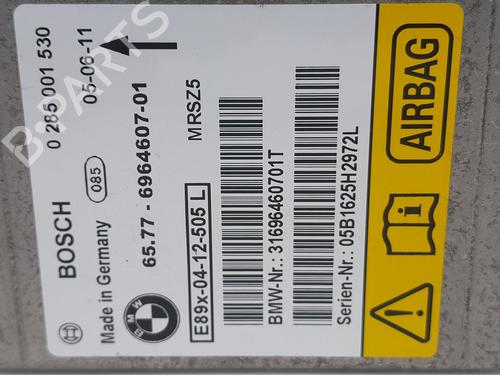 BOSCH
0 285 001 530
Made in Germany
085
05-06-11
BMW
65.77 - 6964607-01
E89x-04-12-505 L
MRSZ5
BMW-Nr.: 31696460701T
Serien-Nr.: 05B1625H2972L
AIRBAG
B-PARTS